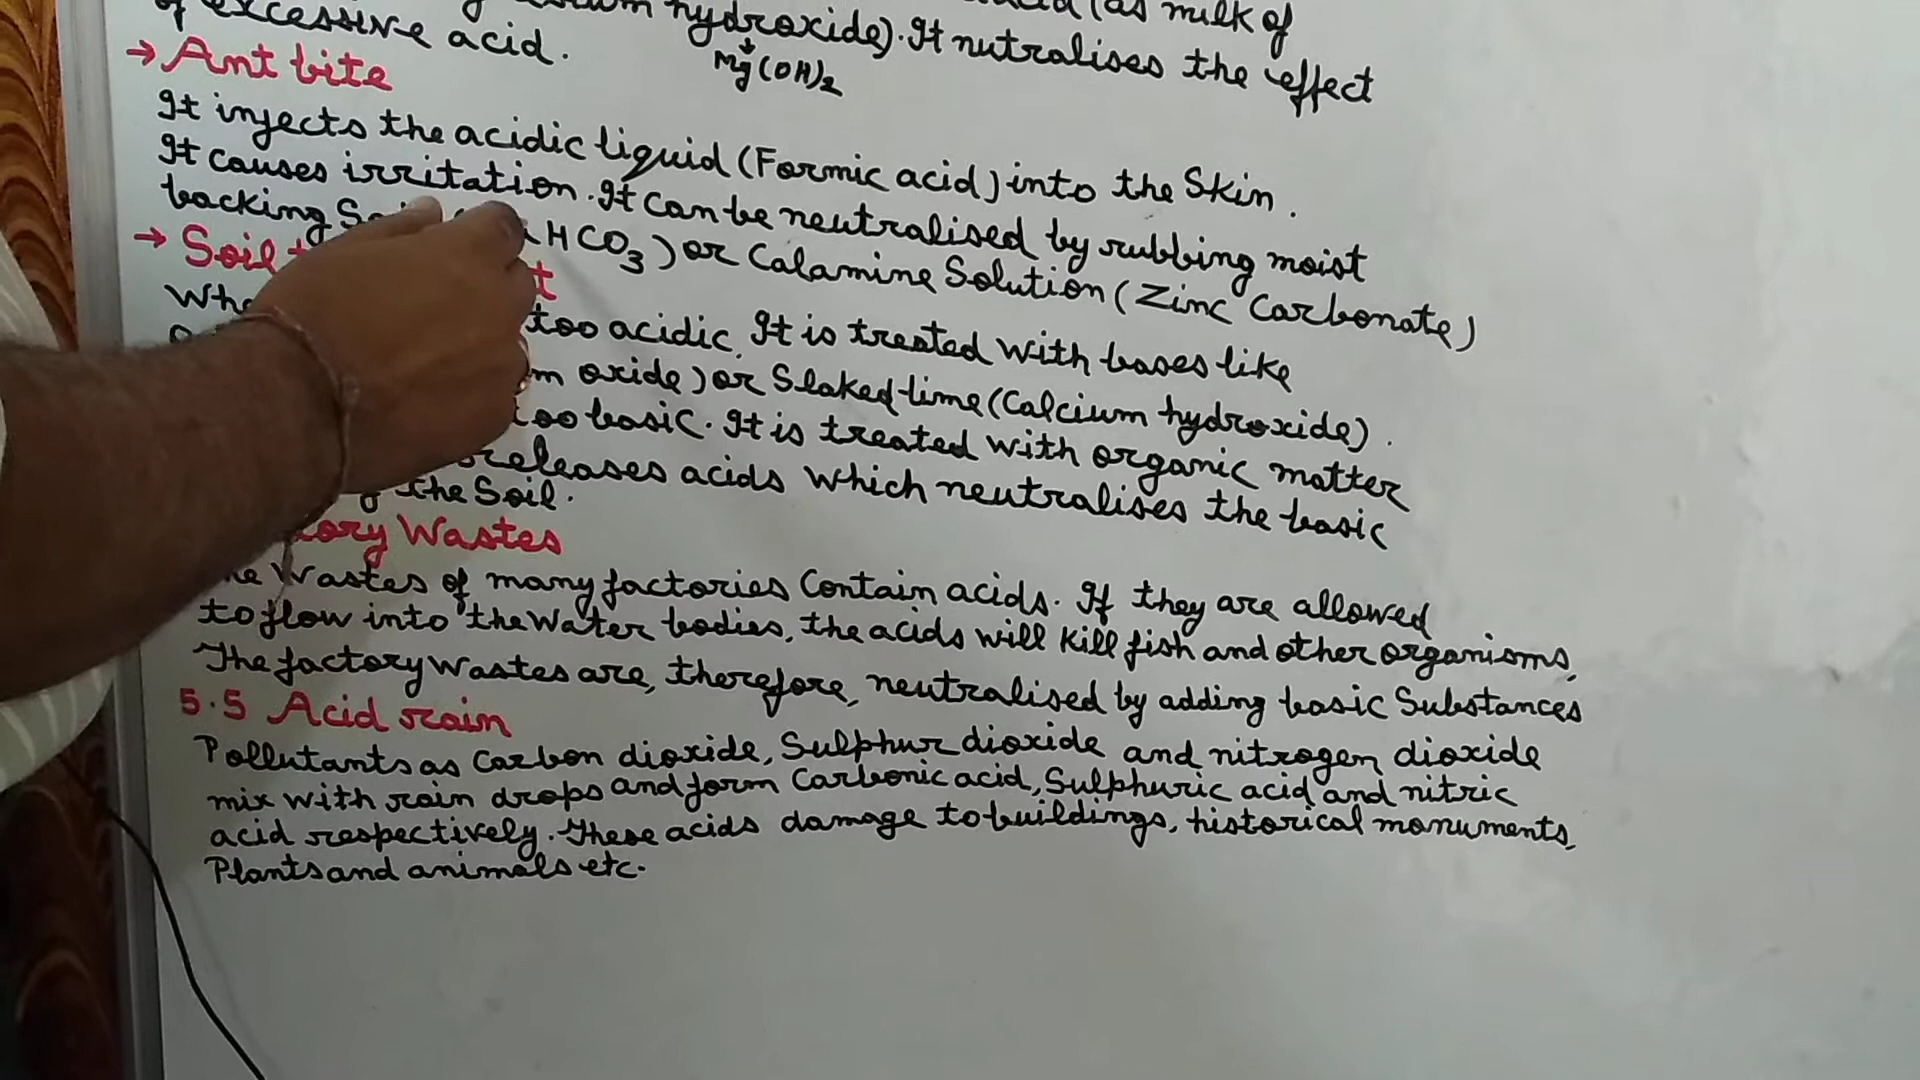 (as milk of
hydroxide). It nutralises the effect
of excessive acid.
Mg(OH)2
→ Ant bite
It injects the acidic liquid (Formic acid) into the Skin.
It causes irritation. It can be neutralised by rubbing moist
backing HCO3) or Calamine Solution (Zinc Carbonate)
→ Soil
too acidic. It is treated with bases like
oxide) or Slaked lime (Calcium hydroxide).
too basic. It is treated with organic matter
releases acids which neutralises the basic
the Soil.
Wastes
Wastes of many factories Contain acids. If they are allowed
to flow into the Water bodies, the acids will kill fish and other organisms,
The factory Wastes are, therefore, neutralised by adding basic Substances
5.5 Acid rain
Pollutants as Carbon dioxide, Sulphur dioxide and nitrogen dioxide
mix with rain drops and form Carbonic acid, Sulphuric acid and nitric
acid respectively. These acids damage to buildings, historical monuments,
Plants and animals etc.